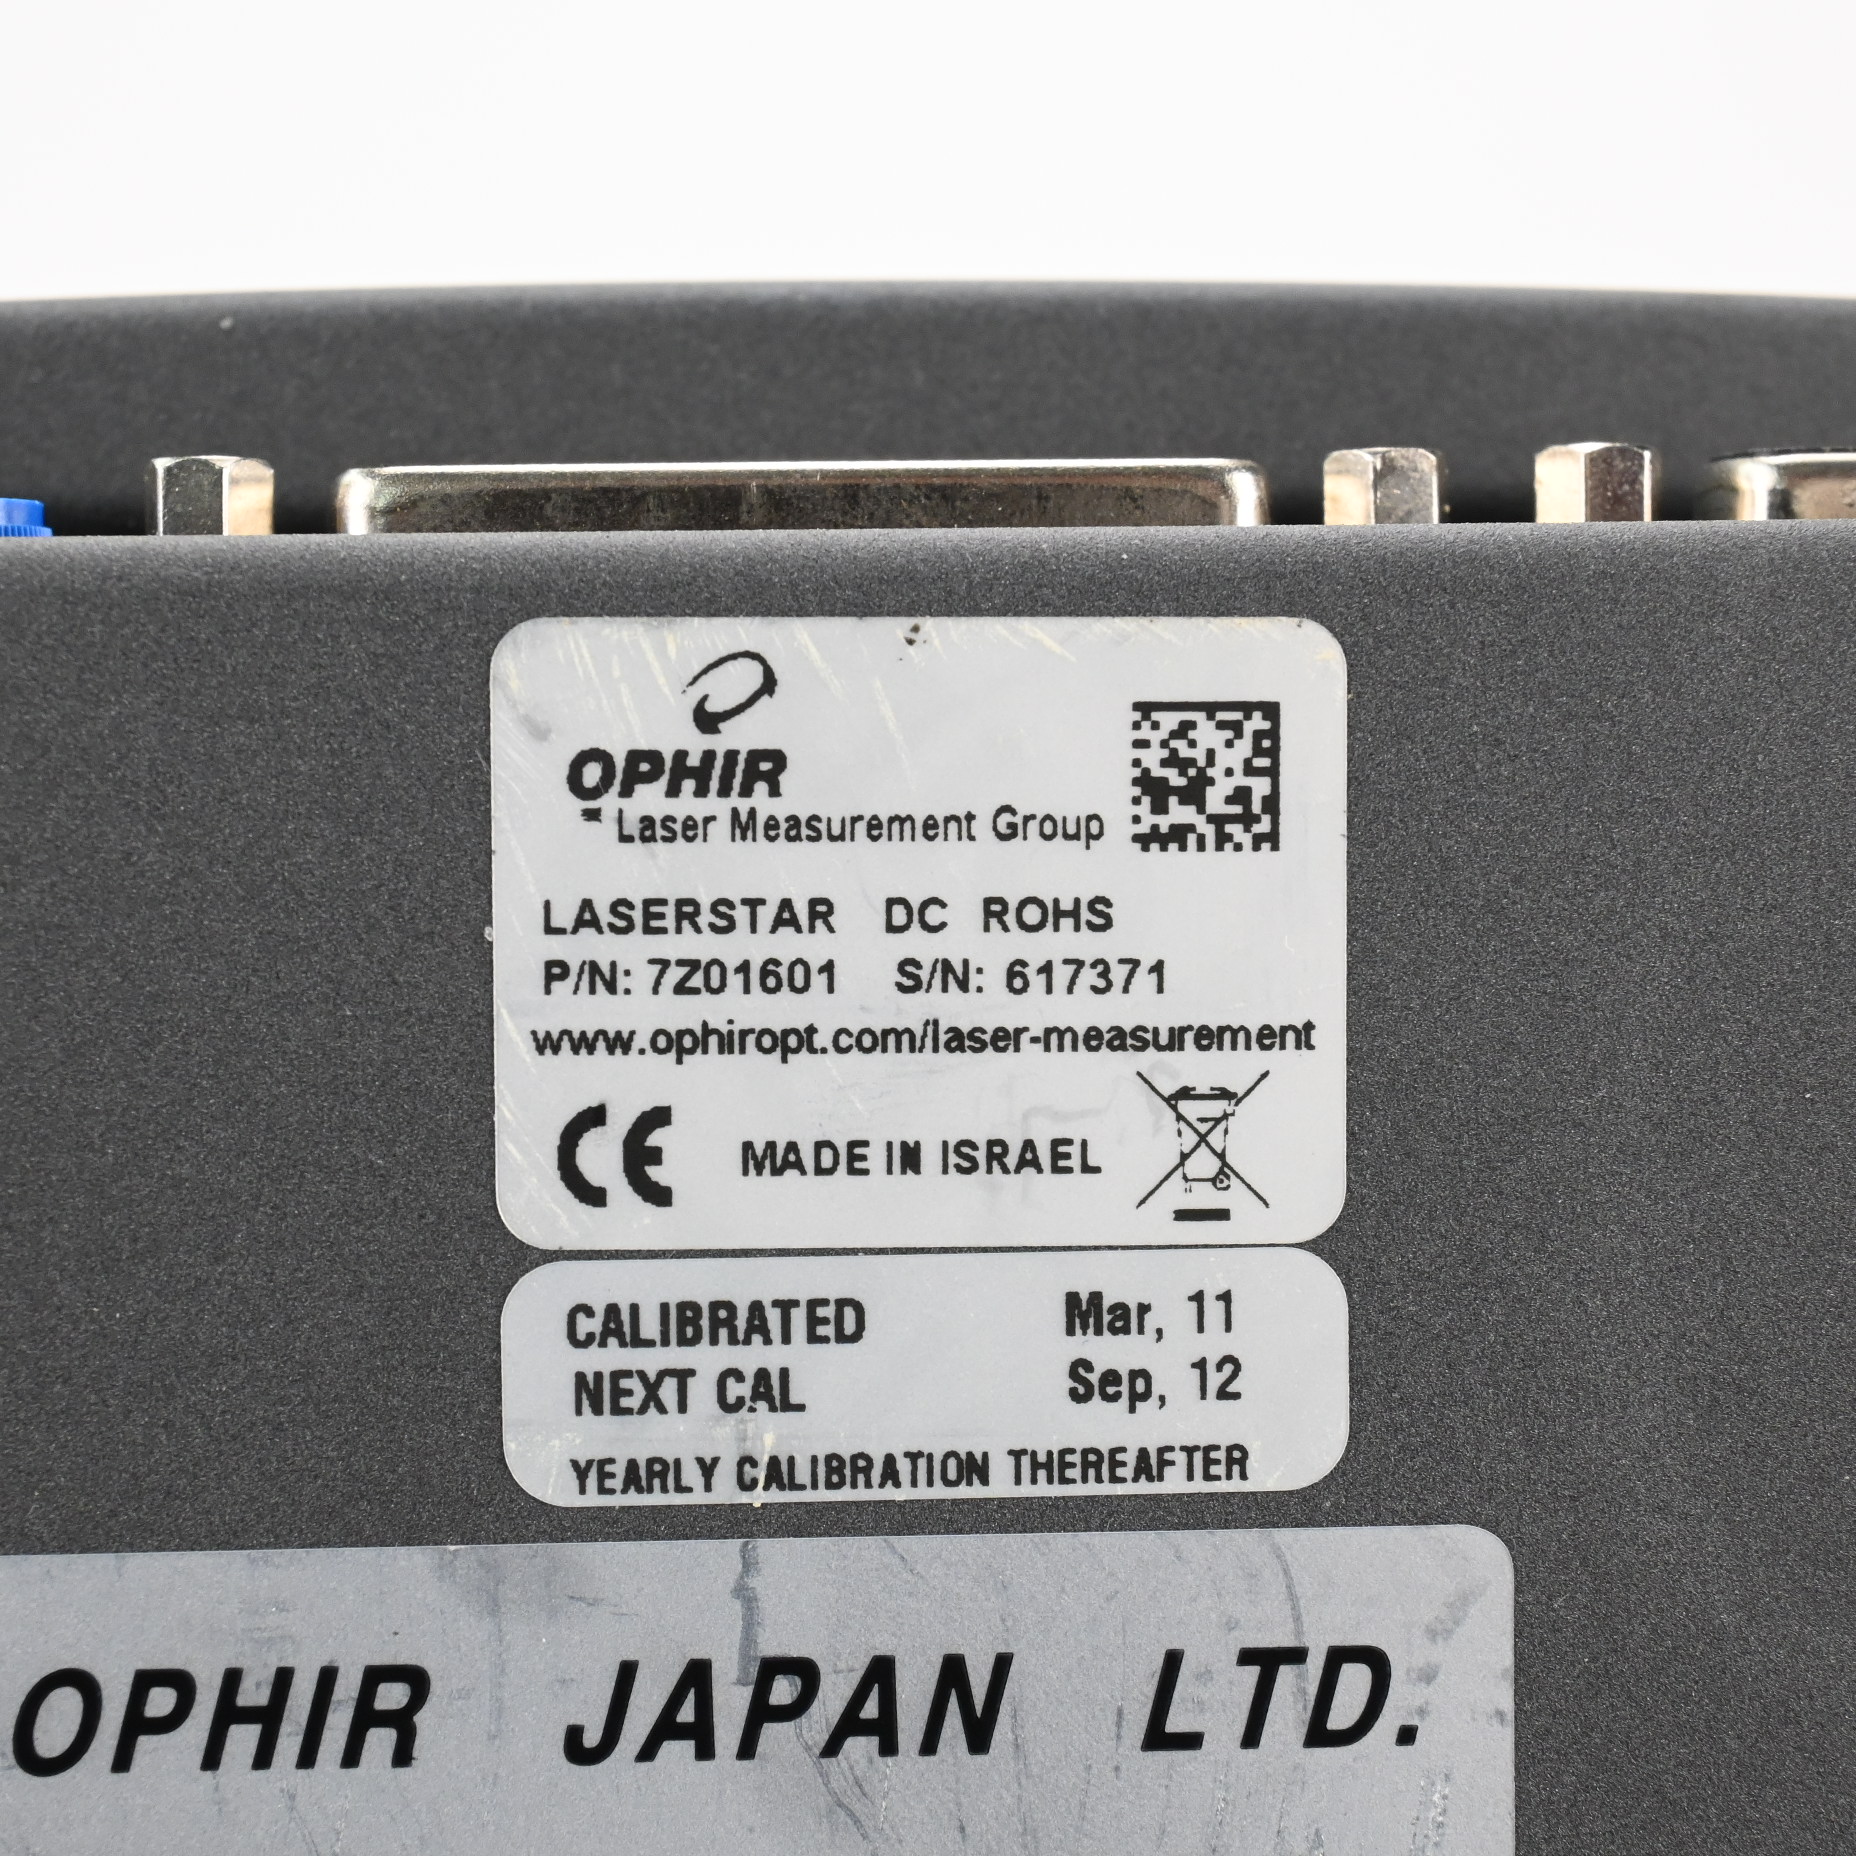 OPHIR
Laser Measurement Group
LASERSTAR DC ROHS
P/N: 7Z01601 S/N: 617371
www.ophiropt.com/laser-measurement
CE MADE IN ISRAEL
CALIBRATED Mar, 11
NEXT CAL Sep, 12
YEARLY CALIBRATION THEREAFTER
OPHIR JAPAN LTD.